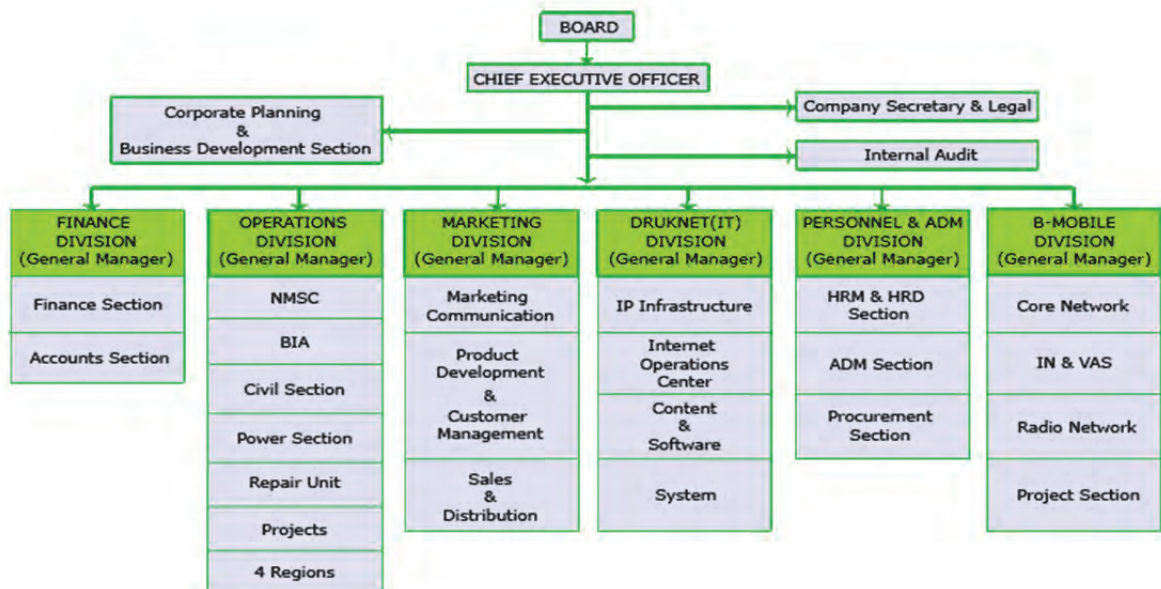 BOARD
CHIEF EXECUTIVE OFFICER
Corporate Planning
&
Business Development Section
Company Secretary & Legal
Internal Audit
FINANCE
DIVISION
(General Manager)
Finance Section
Accounts Section
OPERATIONS
DIVISION
(General Manager)
NMSC
BIA
Civil Section
Power Section
Repair Unit
Projects
4 Regions
MARKETING
DIVISION
(General Manager)
Marketing
Communication
Product
Development
&
Customer
Management
Sales
&
Distribution
DRUKNET(IT)
DIVISION
(General Manager)
IP Infrastructure
Internet
Operations
Center
Content
&
Software
System
PERSONNEL & ADM
DIVISION
(General Manager)
HRM & HRD
Section
ADM Section
Procurement
Section
B-MOBILE
DIVISION
(General Manager)
Core Network
IN & VAS
Radio Network
Project Section